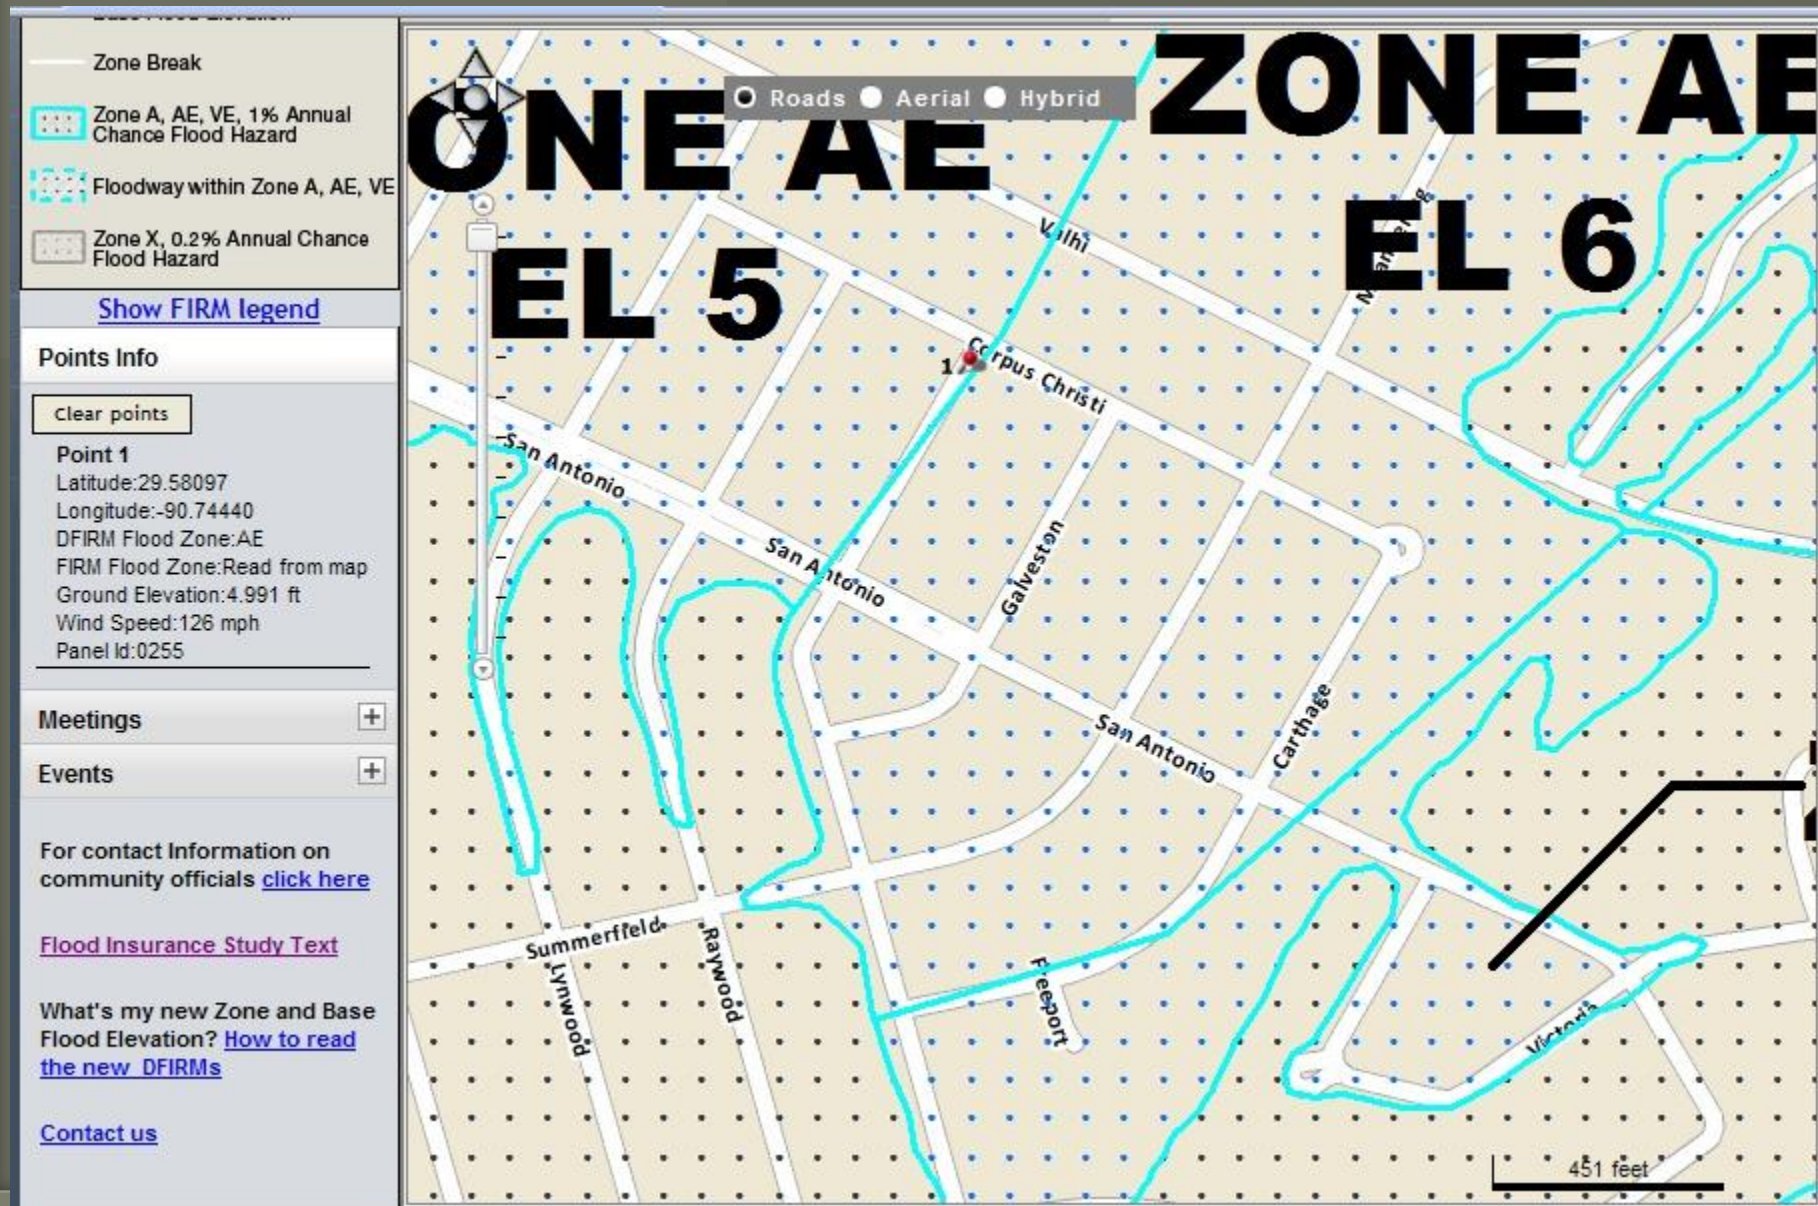 Zone Break
Zone A, AE, VE, 1% Annual
Chance Flood Hazard
Floodway within Zone A, AE, VE
Zone X, 0.2% Annual Chance
Flood Hazard
Show FIRM legend
Points Info
Clear points
Point 1
Latitude:29.58097
Longitude:-90.74440
DFIRM Flood Zone:AE
FIRM Flood Zone:Read from map
Ground Elevation:4.991 ft
Wind Speed:126 mph
Panel Id:0255
Meetings
Events
For contact Information on
community officials click here
Flood Insurance Study Text
What's my new Zone and Base
Flood Elevation? How to read
the new DFIRMs
Contact us
Roads Aerial Hybrid
ONE AE
EL 5
ZONE AE
EL 6
Valhi
1
Corpus Christi
San Antonio
San Antonio
Galveston
San Antonio
Carthage
Summerfield
Lynwood
Raywood
Freeport
Victoria
451 feet